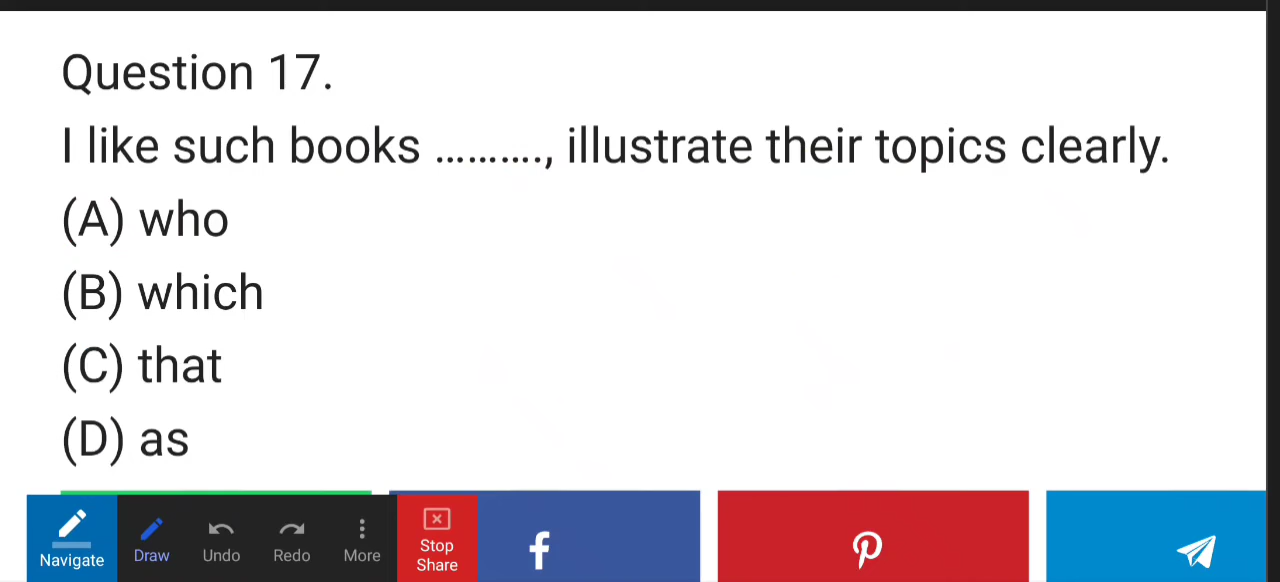 Question 17.
I like such books .........., illustrate their topics clearly.
(A) who
(B) which
(C) that
(D) as
Navigate Draw Undo Redo More Stop Share